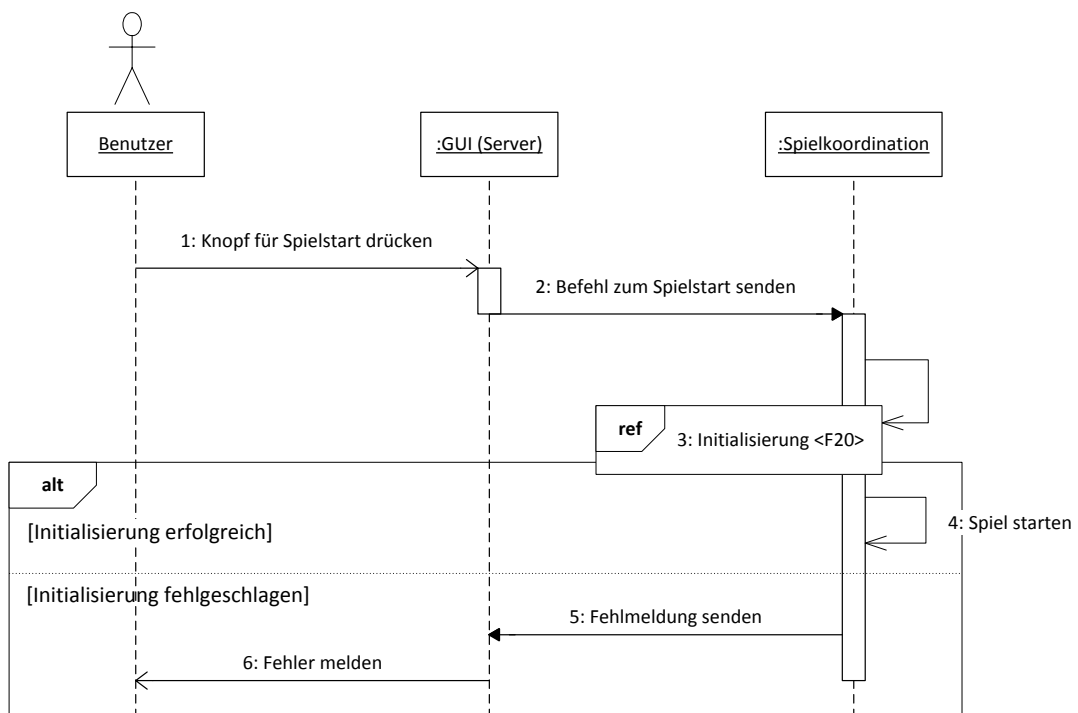 Benutzer
:GUI (Server)
:Spielkoordination
1: Knopf für Spielstart drücken
2: Befehl zum Spielstart senden
ref
3: Initialisierung <F20>
alt
[Initialisierung erfolgreich]
4: Spiel starten
[Initialisierung fehlgeschlagen]
5: Fehlmeldung senden
6: Fehler melden